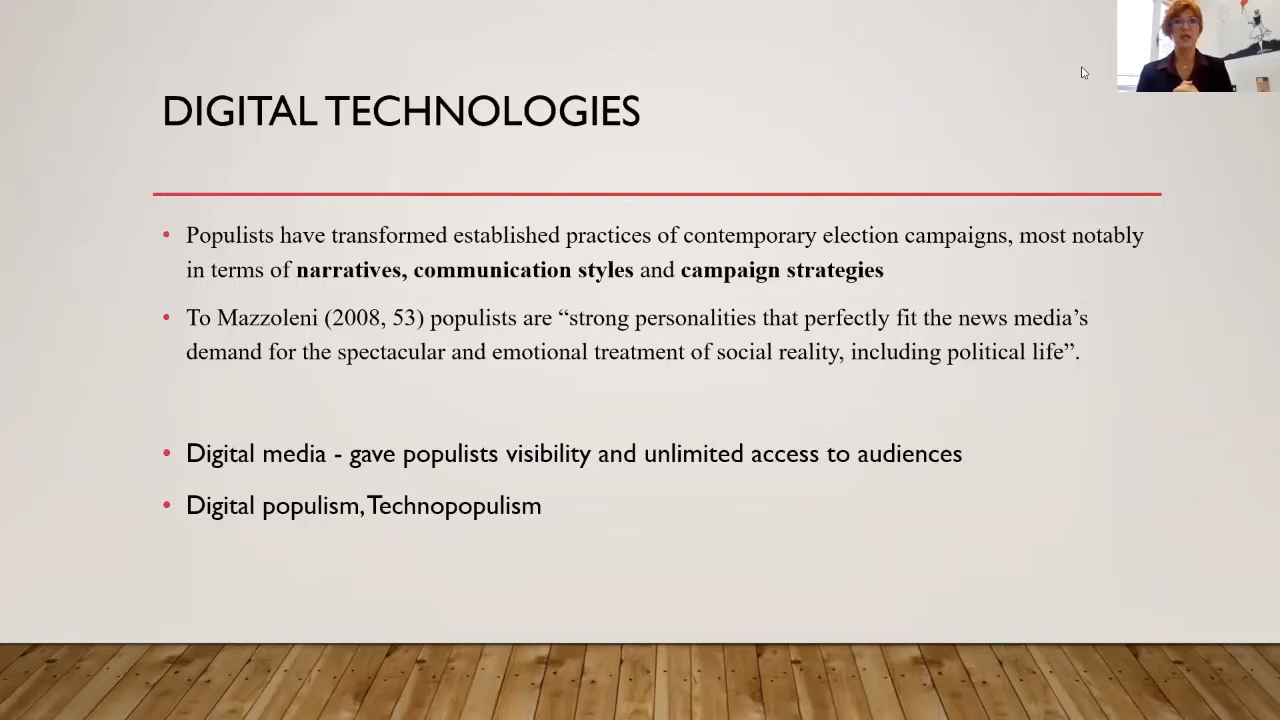 DIGITAL TECHNOLOGIES
• Populists have transformed established practices of contemporary election campaigns, most notably
in terms of narratives, communication styles and campaign strategies
• To Mazzoleni (2008, 53) populists are “strong personalities that perfectly fit the news media’s
demand for the spectacular and emotional treatment of social reality, including political life”.
• Digital media - gave populists visibility and unlimited access to audiences
• Digital populism, Technopopulism